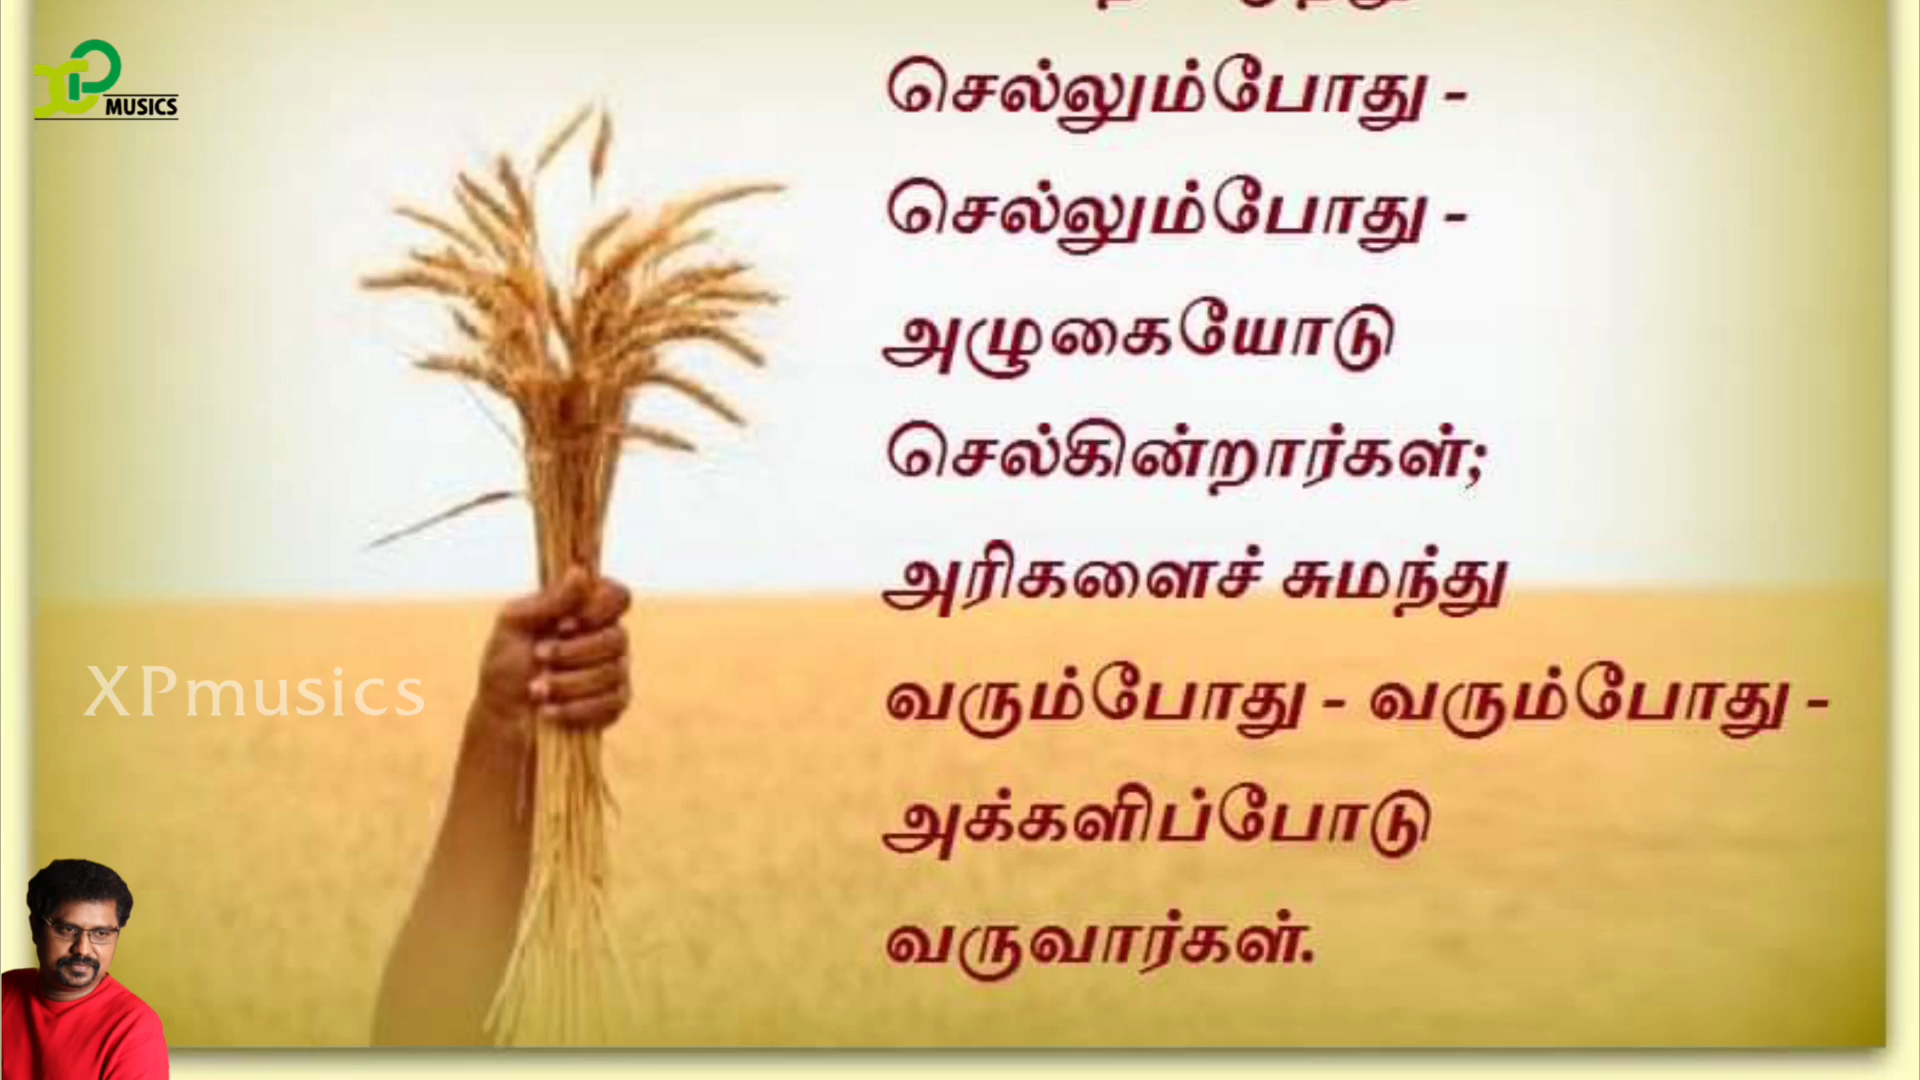 MUSICS
செல்லும்போது -
செல்லும்போது -
அழுகையோடு
செல்கின்றார்கள்;
அரிகளைச் சுமந்து
வரும்போது - வரும்போது -
அக்களிப்போடு
வருவார்கள்.
XPmusics